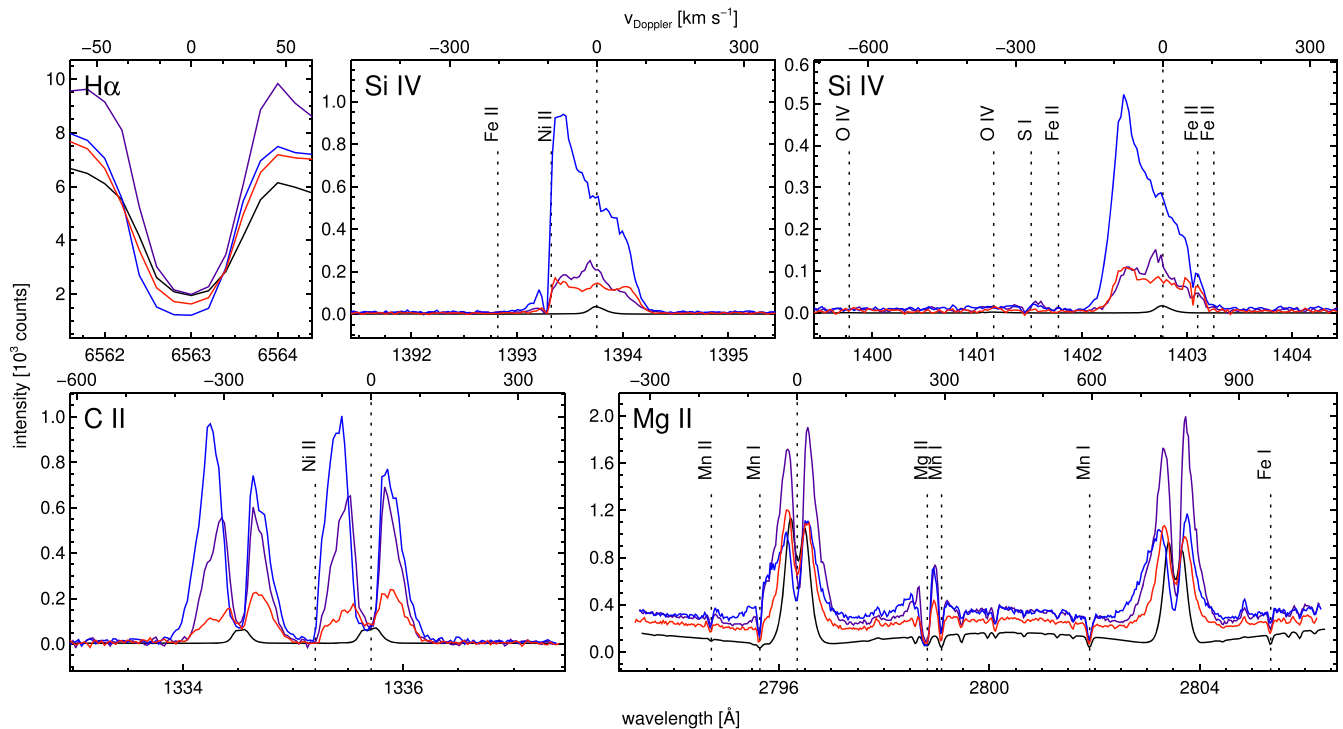 v_Doppler [km s⁻¹]
−50 0 50
−300 0 300
−600 −300 0 300
Hα
10
8
6
4
2
6562 6563 6564
Si IV
Fe II
Ni II
1.0
0.8
0.6
0.4
0.2
0.0
1392 1393 1394 1395
Si IV
O IV
O IV
S I
Fe II
Fe II
Fe II
0.6
0.5
0.4
0.3
0.2
0.1
0.0
1400 1401 1402 1403 1404
intensity [10³ counts]
−600 −300 0 300
C II
Ni II
1.0
0.8
0.6
0.4
0.2
0.0
1334 1336
−300 0 300 600 900
Mg II
Mn II
Mn I
Mg II
Mn I
Mn I
Fe I
2.0
1.6
1.2
0.8
0.4
0.0
2796 2800 2804
wavelength [Å]